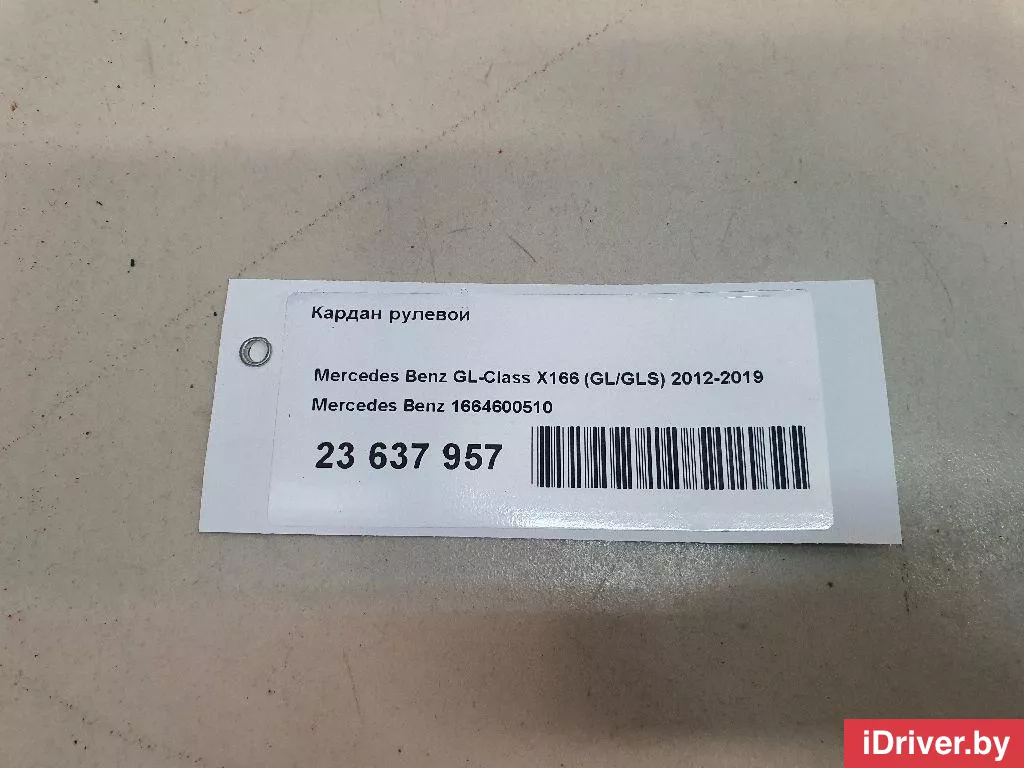 Кардан рулевой
Mercedes Benz GL-Class X166 (GL/GLS) 2012-2019
Mercedes Benz 1664600510
23 637 957
iDriver.by